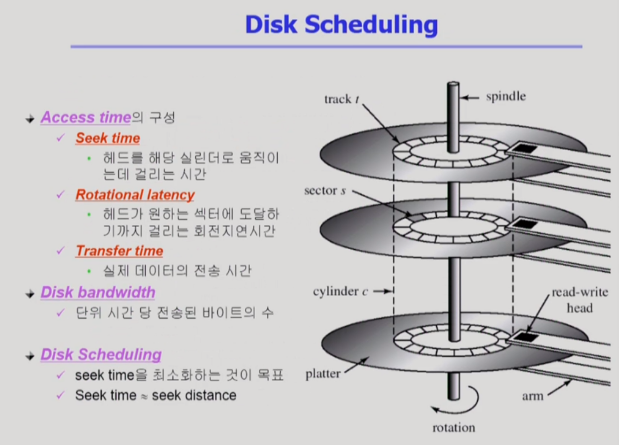 Disk Scheduling
Access time의 구성
Seek time
헤드를 해당 실린더로 움직이
는데 걸리는 시간
Rotational latency
헤드가 원하는 섹터에 도달하
기까지 걸리는 회전지연시간
Transfer time
실제 데이터의 전송 시간
Disk bandwidth
단위 시간 당 전송된 바이트의 수
Disk Scheduling
seek time을 최소화하는 것이 목표
Seek time ≈ seek distance
track t
spindle
sector s
cylinder c
read-write
head
platter
arm
rotation